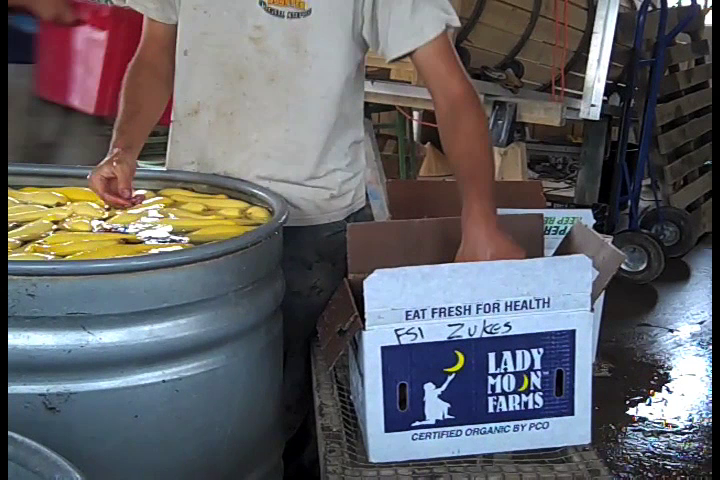 EAT FRESH FOR HEALTH
FSI ZUKES
LADY
MOON
FARMS
CERTIFIED ORGANIC BY PCO